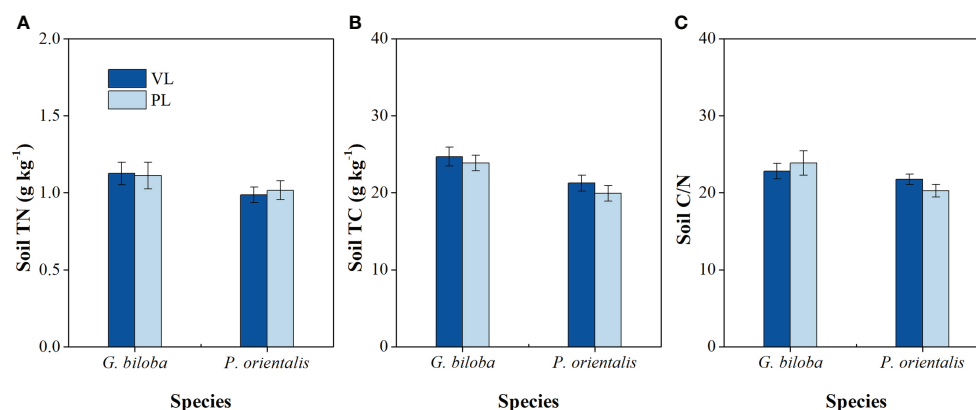 A
Soil TN (g kg⁻¹)
2.0
1.5
1.0
0.5
0.0
VL
PL
G. biloba P. orientalis
Species
B
Soil TC (g kg⁻¹)
40
30
20
10
0
G. biloba P. orientalis
Species
C
Soil C/N
40
30
20
10
0
G. biloba P. orientalis
Species